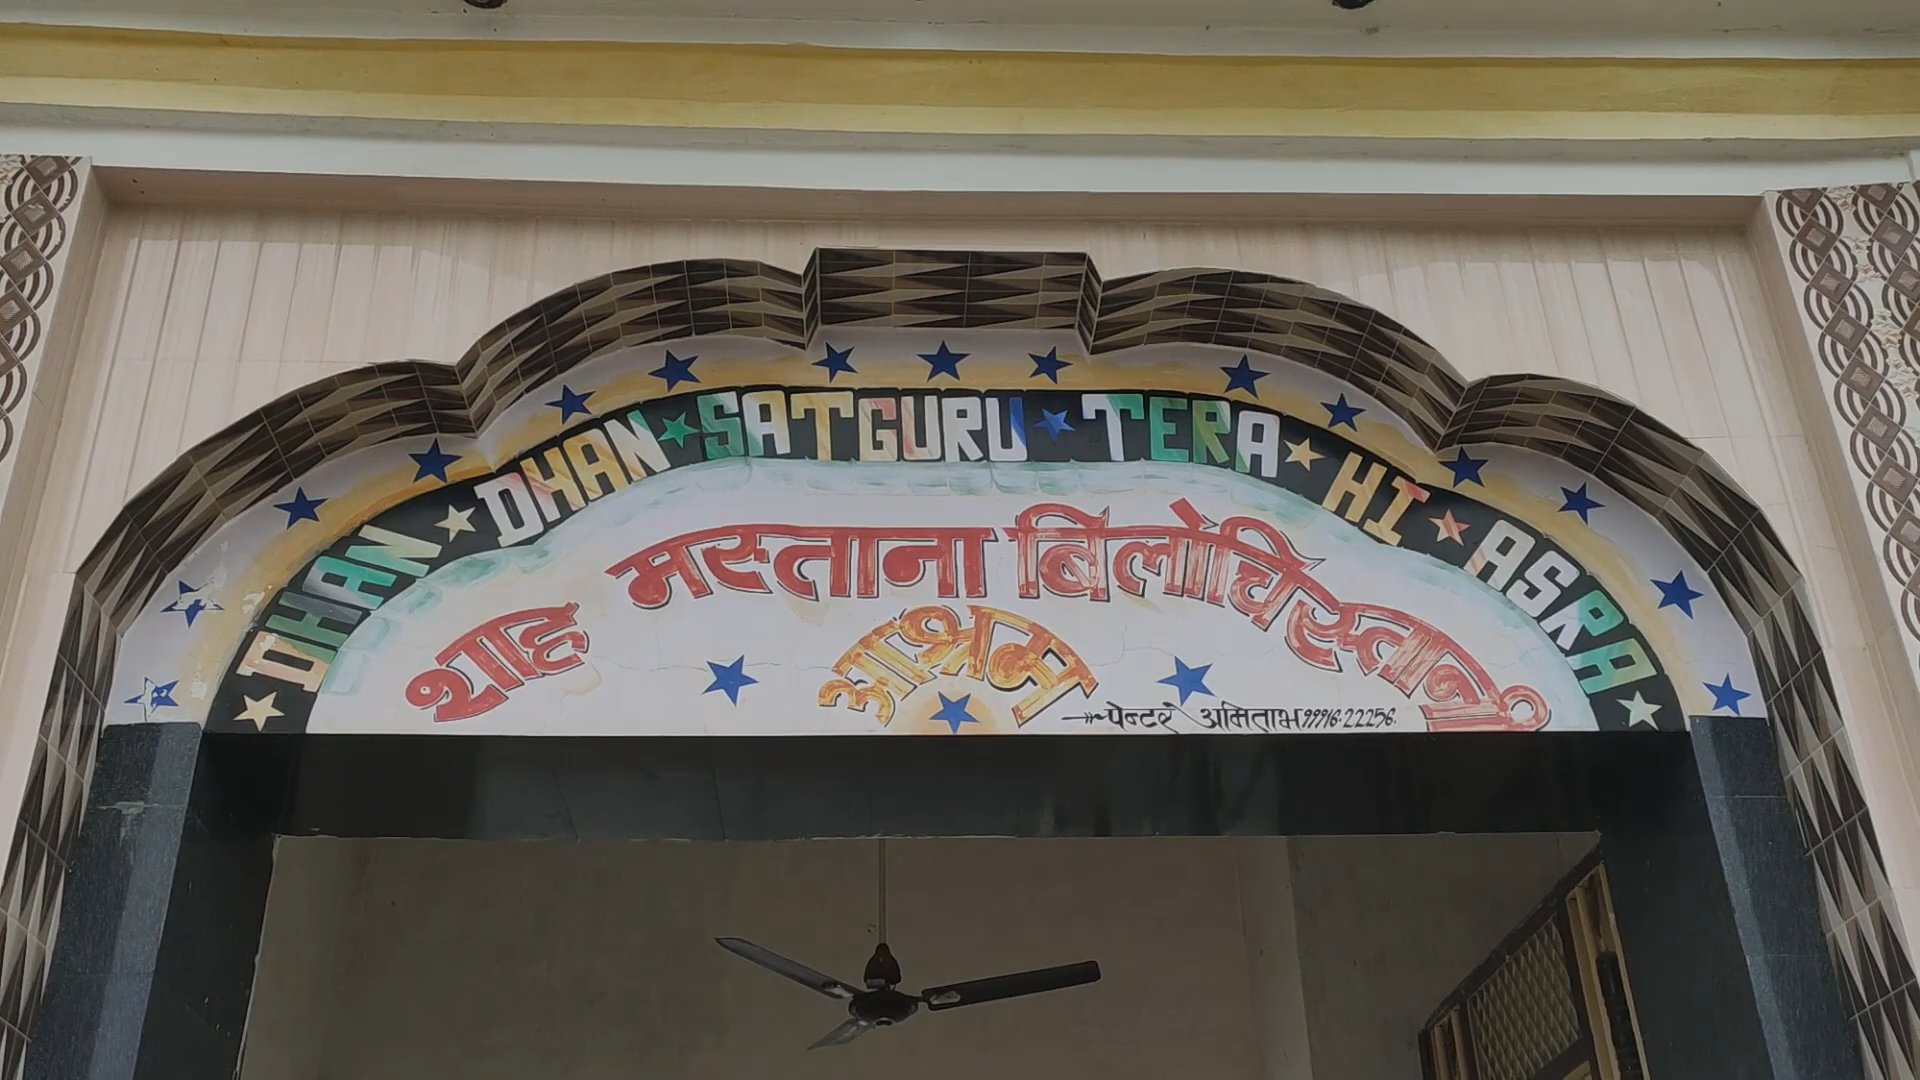 DHAN DHAN SATGURU TERA HI ASRA
शाह मस्ताना बिलोचिस्तानी
आश्रम
पेन्टर अमिताभ 99916-22256